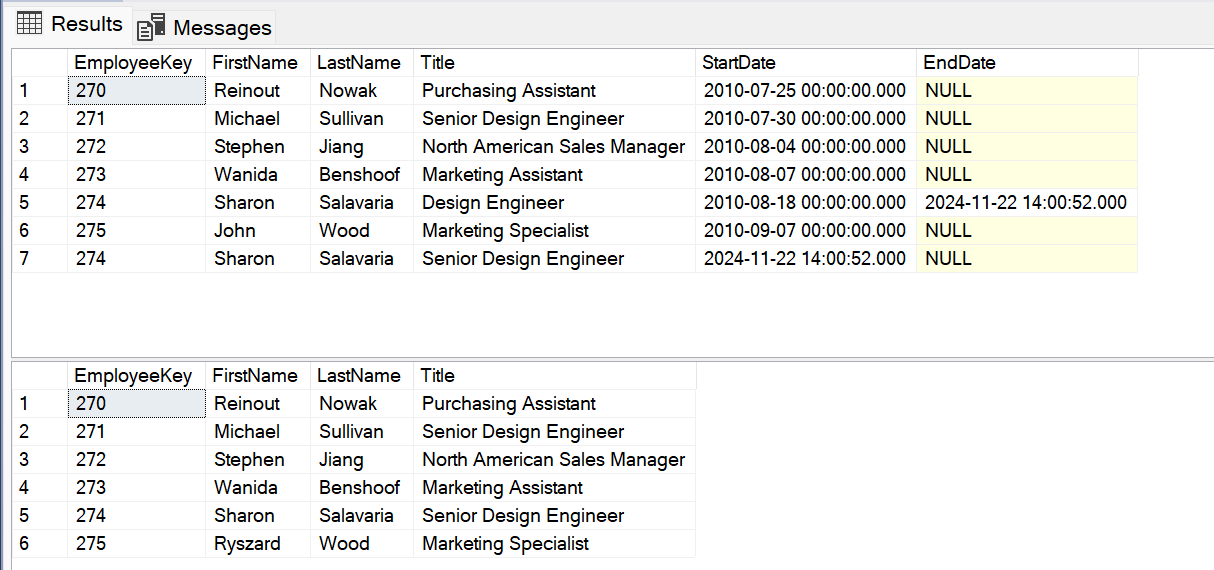 Results Messages
EmployeeKey FirstName LastName Title StartDate EndDate
1 270 Reinout Nowak Purchasing Assistant 2010-07-25 00:00:00.000 NULL
2 271 Michael Sullivan Senior Design Engineer 2010-07-30 00:00:00.000 NULL
3 272 Stephen Jiang North American Sales Manager 2010-08-04 00:00:00.000 NULL
4 273 Wanida Benshoof Marketing Assistant 2010-08-07 00:00:00.000 NULL
5 274 Sharon Salavaria Design Engineer 2010-08-18 00:00:00.000 2024-11-22 14:00:52.000
6 275 John Wood Marketing Specialist 2010-09-07 00:00:00.000 NULL
7 274 Sharon Salavaria Senior Design Engineer 2024-11-22 14:00:52.000 NULL
EmployeeKey FirstName LastName Title
1 270 Reinout Nowak Purchasing Assistant
2 271 Michael Sullivan Senior Design Engineer
3 272 Stephen Jiang North American Sales Manager
4 273 Wanida Benshoof Marketing Assistant
5 274 Sharon Salavaria Senior Design Engineer
6 275 Ryszard Wood Marketing Specialist